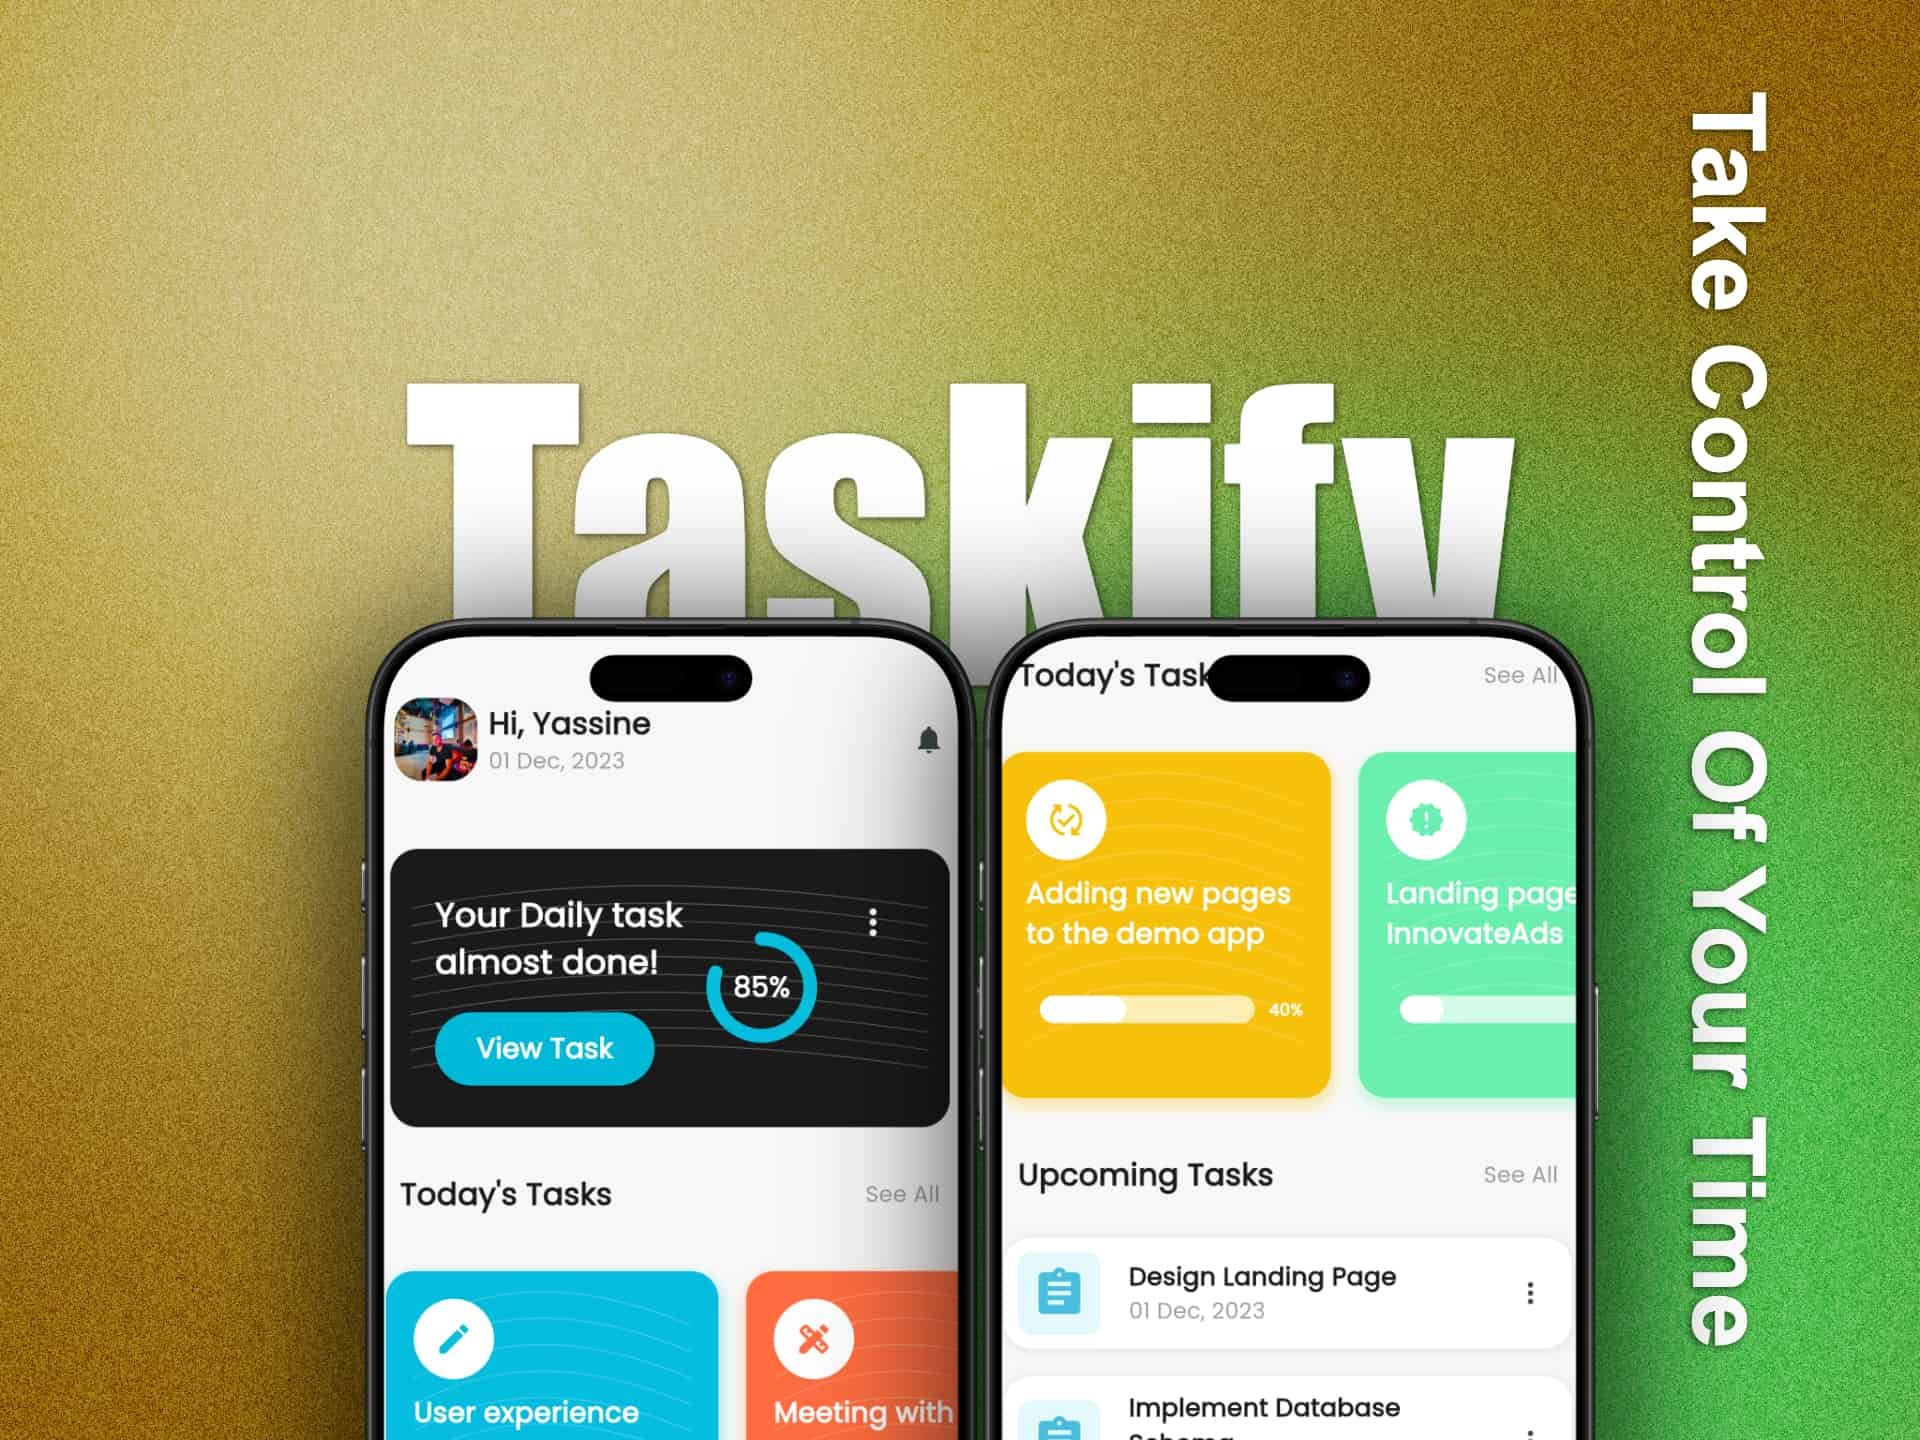 Taskify
Take Control Of Your Time
Hi, Yassine
01 Dec, 2023
Your Daily task
almost done!
85%
View Task
Today's Tasks
See All
User experience
Meeting with
Today's Task
See All
Adding new pages
to the demo app
40%
Landing page
InnovateAds
Upcoming Tasks
See All
Design Landing Page
01 Dec, 2023
Implement Database
Schema